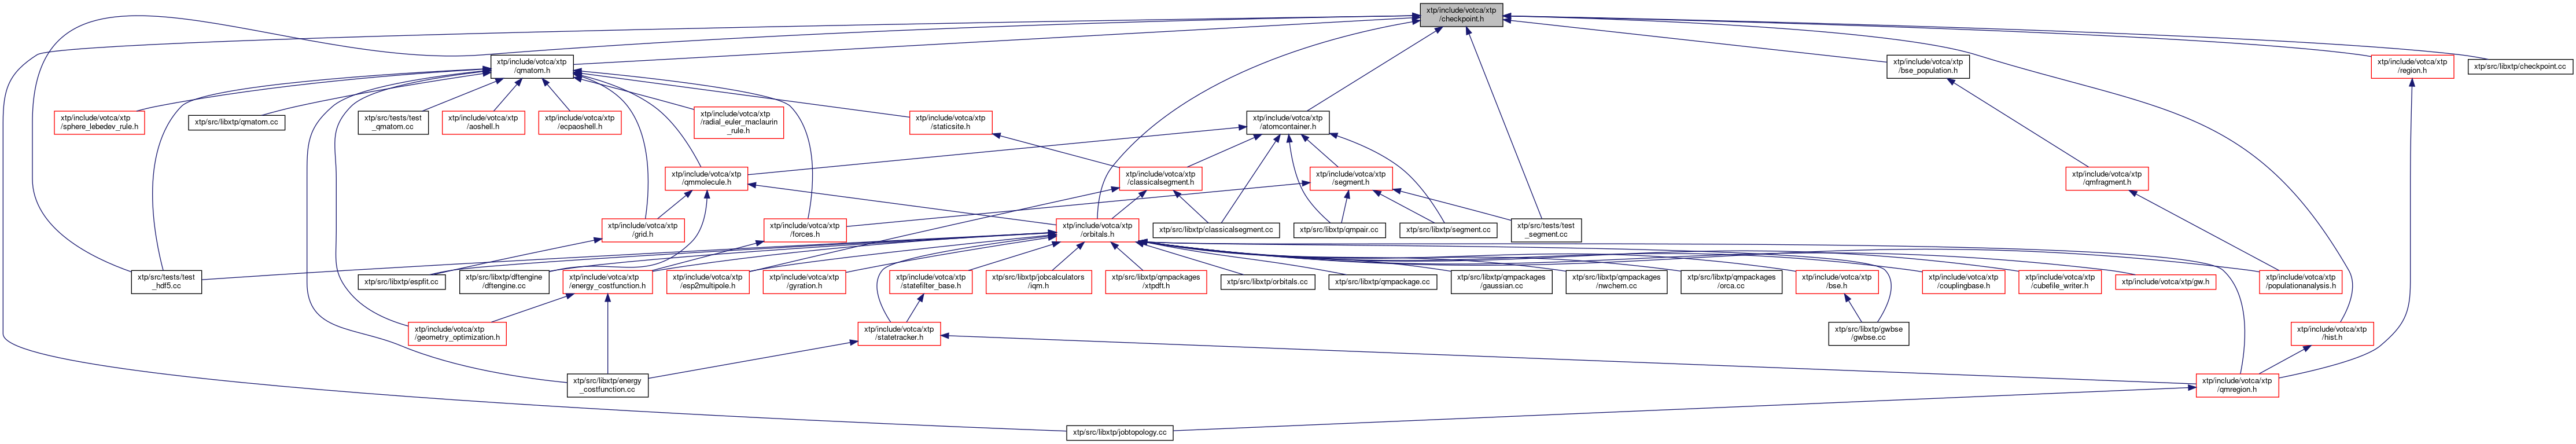 xtp/include/votca/xtp
/checkpoint.h
xtp/include/votca/xtp
/qmatom.h
xtp/include/votca/xtp
/bse_population.h
xtp/include/votca/xtp
/region.h
xtp/src/libxtp/checkpoint.cc
xtp/include/votca/xtp
/sphere_lebedev_rule.h
xtp/src/libxtp/qmatom.cc
xtp/src/tests/test
_qmatom.cc
xtp/include/votca/xtp
/aoshell.h
xtp/include/votca/xtp
/ecpaoshell.h
xtp/include/votca/xtp
/radial_euler_maclaurin
_rule.h
xtp/include/votca/xtp
/staticsite.h
xtp/include/votca/xtp
/atomcontainer.h
xtp/include/votca/xtp
/qmmolecule.h
xtp/include/votca/xtp
/classicalsegment.h
xtp/include/votca/xtp
/segment.h
xtp/include/votca/xtp
/qmfragment.h
xtp/include/votca/xtp
/grid.h
xtp/include/votca/xtp
/forces.h
xtp/include/votca/xtp
/orbitals.h
xtp/src/libxtp/classicalsegment.cc
xtp/src/libxtp/qmpair.cc
xtp/src/libxtp/segment.cc
xtp/src/tests/test
_segment.cc
xtp/src/tests/test
_hdf5.cc
xtp/src/libxtp/espfit.cc
xtp/src/libxtp/dftengine
/dftengine.cc
xtp/include/votca/xtp
/energy_costfunction.h
xtp/include/votca/xtp
/esp2multipole.h
xtp/include/votca/xtp
/gyration.h
xtp/include/votca/xtp
/statefilter_base.h
xtp/src/libxtp/jobcalculators
/iqm.h
xtp/src/libxtp/qmpackages
/xtpdft.h
xtp/src/libxtp/orbitals.cc
xtp/src/libxtp/qmpackage.cc
xtp/src/libxtp/qmpackages
/gaussian.cc
xtp/src/libxtp/qmpackages
/nwchem.cc
xtp/src/libxtp/qmpackages
/orca.cc
xtp/include/votca/xtp
/bse.h
xtp/include/votca/xtp
/couplingbase.h
xtp/include/votca/xtp
/cubefile_writer.h
xtp/include/votca/xtp/gw.h
xtp/include/votca/xtp
/populationanalysis.h
xtp/include/votca/xtp
/geometry_optimization.h
xtp/include/votca/xtp
/statetracker.h
xtp/src/libxtp/gwbse
/gwbse.cc
xtp/include/votca/xtp
/hist.h
xtp/src/libxtp/energy
_costfunction.cc
xtp/include/votca/xtp
/qmregion.h
xtp/src/libxtp/jobtopology.cc